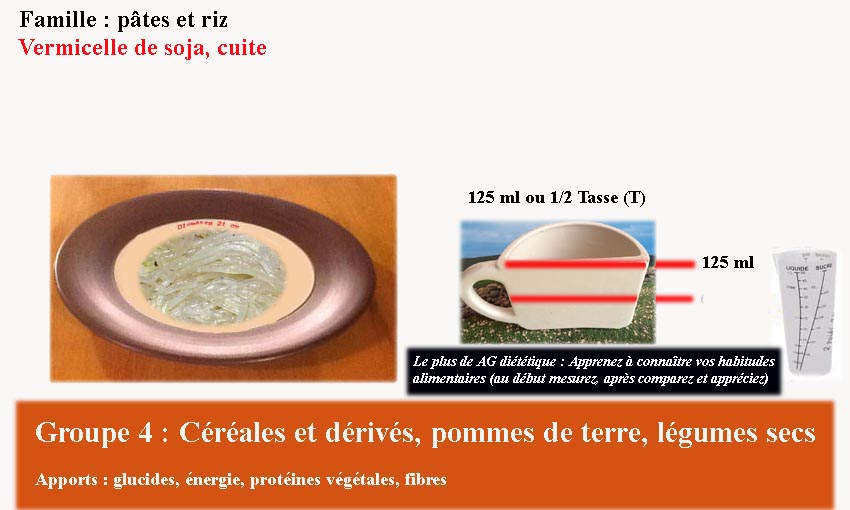 Famille : pâtes et riz
Vermicelle de soja, cuite
Diamètre 21 cm
125 ml ou 1/2 Tasse (T)
125 ml
LIQUIDE SUCRE
Le plus de AG diététique : Apprenez à connaître vos habitudes
alimentaires (au début mesurez, après comparez et appréciez)
Groupe 4 : Céréales et dérivés, pommes de terre, légumes secs
Apports : glucides, énergie, protéines végétales, fibres